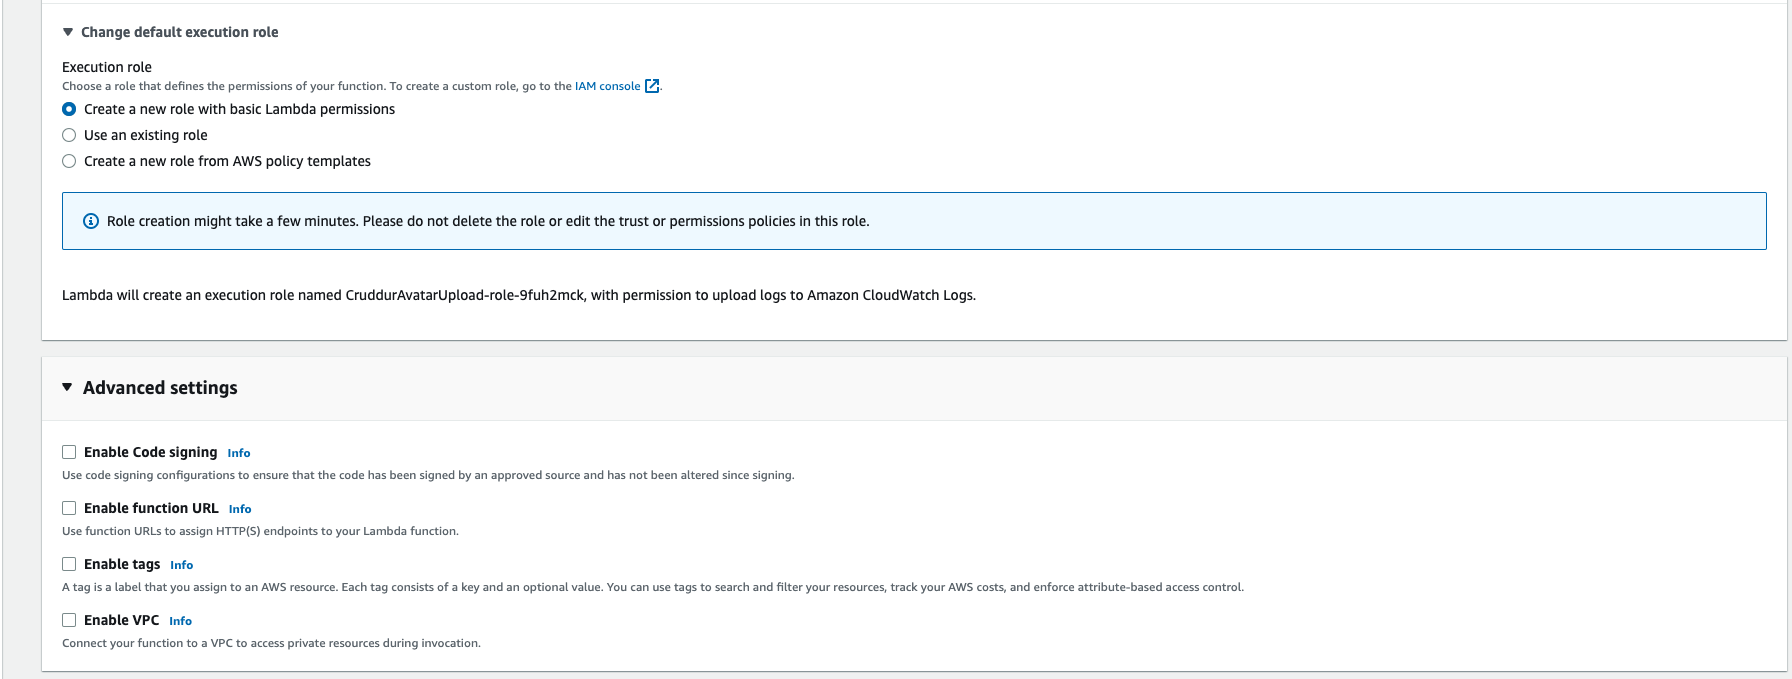 Change default execution role
Execution role
Choose a role that defines the permissions of your function. To create a custom role, go to the IAM console.
Create a new role with basic Lambda permissions
Use an existing role
Create a new role from AWS policy templates
Role creation might take a few minutes. Please do not delete the role or edit the trust or permissions policies in this role.
Lambda will create an execution role named CruddurAvatarUpload-role-9fuh2mck, with permission to upload logs to Amazon CloudWatch Logs.
Advanced settings
Enable Code signing Info
Use code signing configurations to ensure that the code has been signed by an approved source and has not been altered since signing.
Enable function URL Info
Use function URLs to assign HTTP(S) endpoints to your Lambda function.
Enable tags Info
A tag is a label that you assign to an AWS resource. Each tag consists of a key and an optional value. You can use tags to search and filter your resources, track your AWS costs, and enforce attribute-based access control.
Enable VPC Info
Connect your function to a VPC to access private resources during invocation.